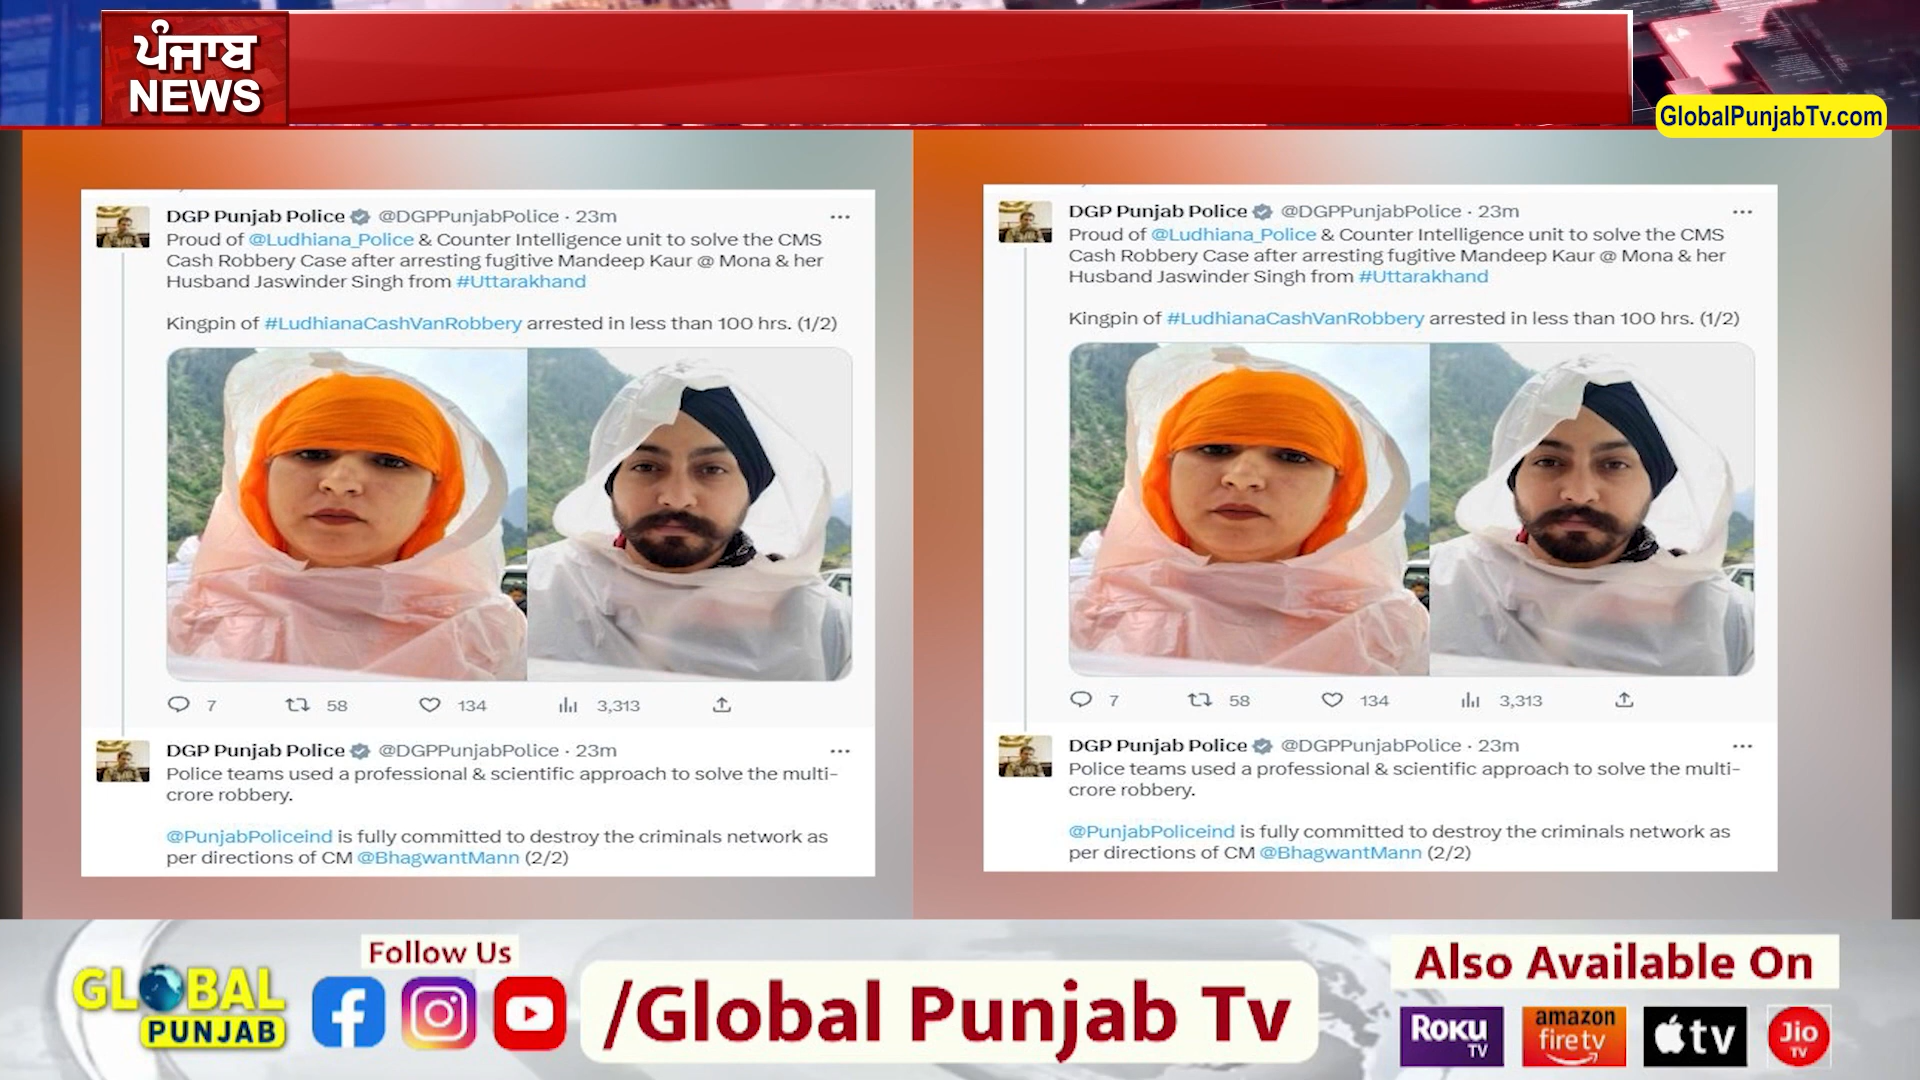 ਪੰਜਾਬ
NEWS
GlobalPunjabTv.com
DGP Punjab Police @DGPPunjabPolice · 23m
Proud of @Ludhiana_Police & Counter Intelligence unit to solve the CMS
Cash Robbery Case after arresting fugitive Mandeep Kaur @ Mona & her
Husband Jaswinder Singh from #Uttarakhand
Kingpin of #LudhianaCashVanRobbery arrested in less than 100 hrs. (1/2)
7 58 134 3,313
DGP Punjab Police @DGPPunjabPolice · 23m
Police teams used a professional & scientific approach to solve the multi-
crore robbery.
@PunjabPoliceind is fully committed to destroy the criminals network as
per directions of CM @BhagwantMann (2/2)
DGP Punjab Police @DGPPunjabPolice · 23m
Proud of @Ludhiana_Police & Counter Intelligence unit to solve the CMS
Cash Robbery Case after arresting fugitive Mandeep Kaur @ Mona & her
Husband Jaswinder Singh from #Uttarakhand
Kingpin of #LudhianaCashVanRobbery arrested in less than 100 hrs. (1/2)
7 58 134 3,313
DGP Punjab Police @DGPPunjabPolice · 23m
Police teams used a professional & scientific approach to solve the multi-
crore robbery.
@PunjabPoliceind is fully committed to destroy the criminals network as
per directions of CM @BhagwantMann (2/2)
GLOBAL
PUNJAB
Follow Us
/Global Punjab Tv
Also Available On
Roku
TV
amazon
fire tv
tv
Jio
TV